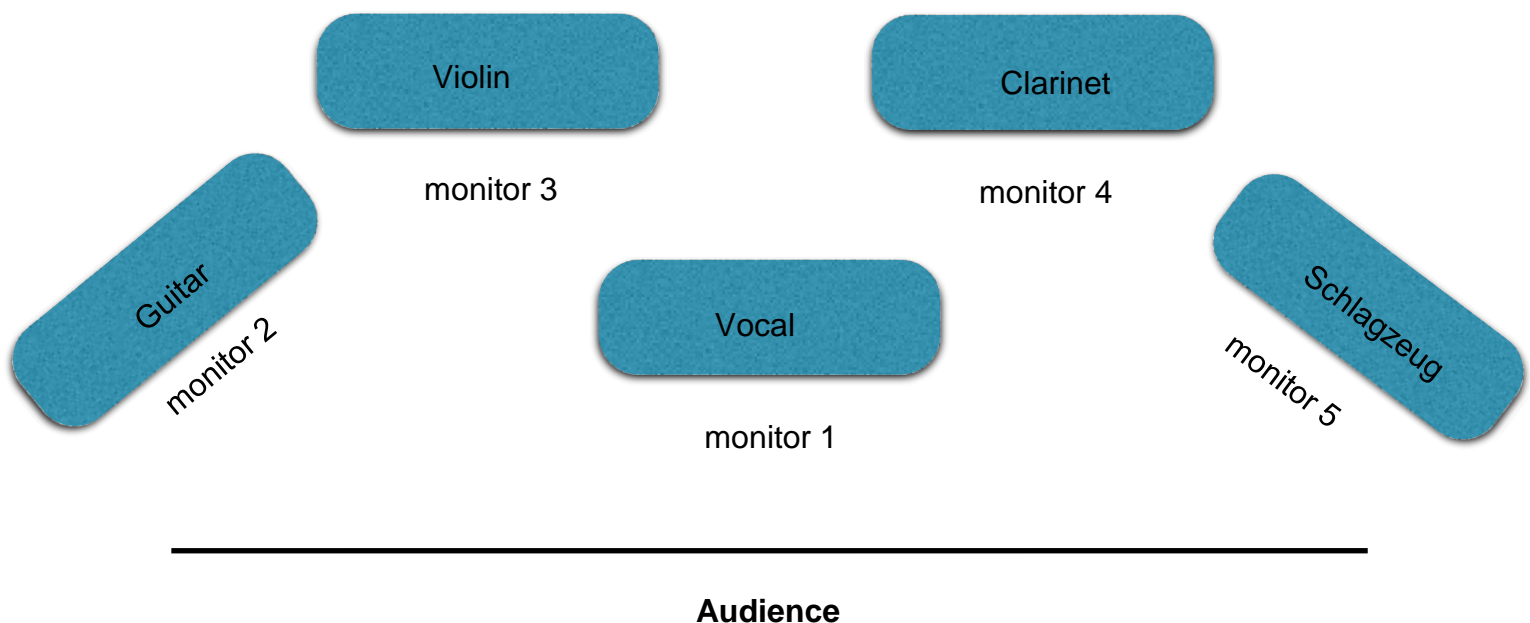 Violin
Clarinet
monitor 3
monitor 4
Guitar
monitor 2
Vocal
Schlagzeug
monitor 5
monitor 1
Audience